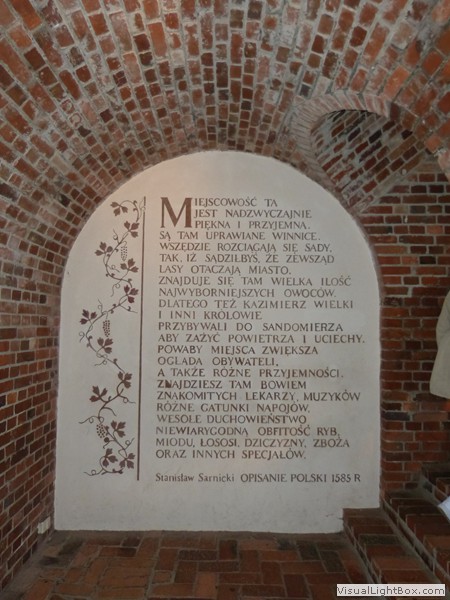 MIEJSCOWOŚĆ TA
JEST NADZWYCZAJNIE
PIĘKNA I PRZYJEMNA.
SĄ TAM UPRAWIANE WINNICE.
WSZĘDZIE ROZCIĄGAJĄ SIĘ SADY,
TAK, IŻ SĄDZIŁBYŚ, ŻE ZEWSZĄD
LASY OTACZAJĄ MIASTO.
ZNAJDUJE SIĘ TAM WIELKA ILOŚĆ
NAJWYBORNIEJSZYCH OWOCÓW.
DLATEGO TEŻ KAZIMIERZ WIELKI
I INNI KRÓLOWIE
PRZYBYWALI DO SANDOMIERZA
ABY ZAŻYĆ POWIETRZA I UCIECHY.
POWABY MIEJSCA ZWIĘKSZA
OGŁADA OBYWATELI,
A TAKŻE RÓŻNE PRZYJEMNOŚCI.
ZNAJDZIESZ TAM BOWIEM
ZNAKOMITYCH LEKARZY, MUZYKÓW
RÓŻNE GATUNKI NAPOJÓW,
WESOŁE DUCHOWIEŃSTWO
NIEWIARYGODNĄ OBFITOŚĆ RYB,
MIODU, ŁOSOSI, DZICZYZNY, ZBOŻA
ORAZ INNYCH SPECJAŁÓW.
Stanisław Sarnicki OPISANIE POLSKI 1585 R
VisualLightBox.com